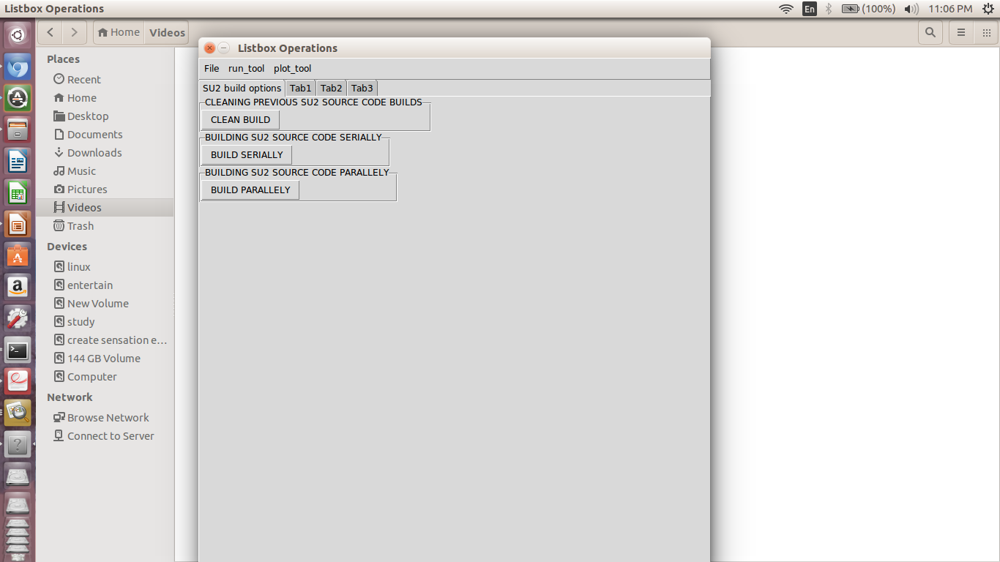 Listbox Operations
En
(100%)
11:06 PM
Home
Videos
Places
Recent
Home
Desktop
Documents
Downloads
Music
Pictures
Videos
Trash
Devices
linux
entertain
New Volume
study
create sensation e...
144 GB Volume
Computer
Network
Browse Network
Connect to Server
Listbox Operations
File run_tool plot_tool
SU2 build options Tab1 Tab2 Tab3
CLEANING PREVIOUS SU2 SOURCE CODE BUILDS
CLEAN BUILD
BUILDING SU2 SOURCE CODE SERIALLY
BUILD SERIALLY
BUILDING SU2 SOURCE CODE PARALLELY
BUILD PARALLELY